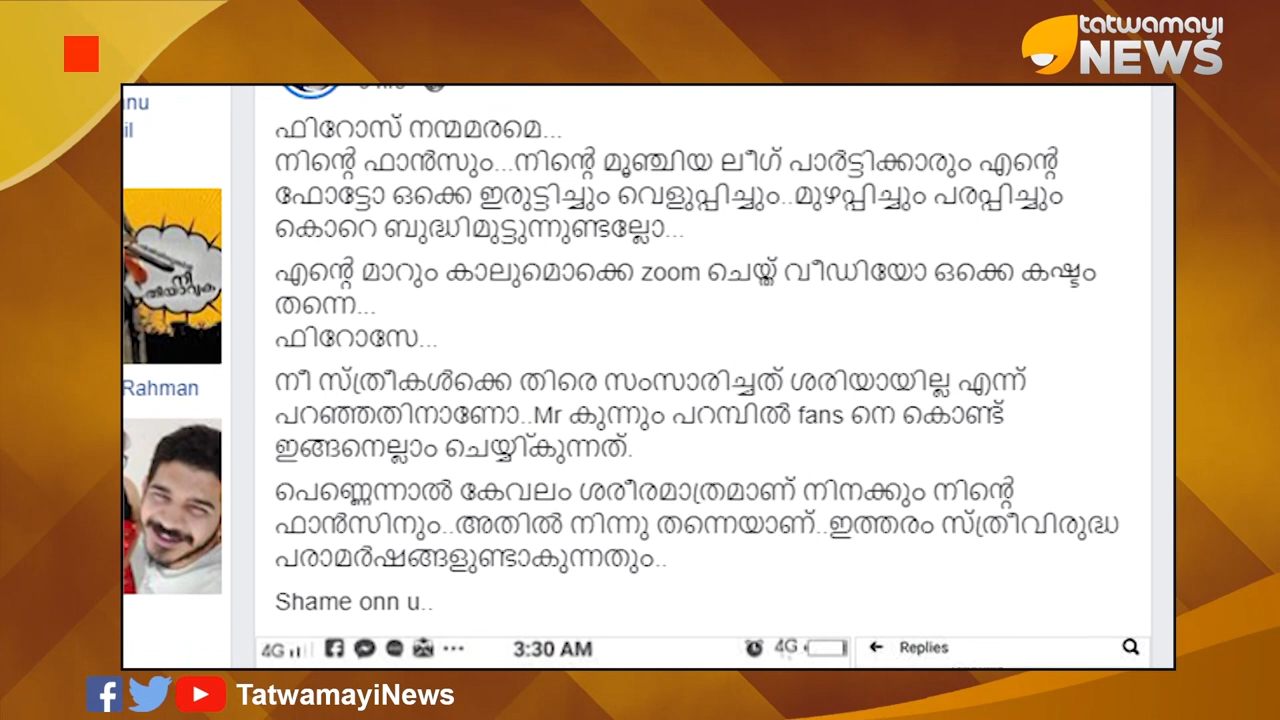 tatwamayi
NEWS
nnu
il
ഫിറോസ് നന്മമരമെ...
നിന്റെ ഫാൻസും...നിന്റെ മൂഞ്ചിയ ലീഗ് പാർട്ടിക്കാരും എന്റെ
ഫോട്ടോ ഒക്കെ ഇരുട്ടിച്ചും വെളുപ്പിച്ചും..മുഴപ്പിച്ചും പരപ്പിച്ചും
കൊറെ ബുദ്ധിമുട്ടുന്നുണ്ടല്ലോ...
എന്റെ മാറും കാലുമൊക്കെ zoom ചെയ്ത് വീഡിയോ ഒക്കെ കഷ്ടം
തന്നെ...
ഫിറോസേ...
നീ സ്ത്രീകൾക്കെ തിരെ സംസാരിച്ചത് ശരിയായില്ല എന്ന്
പറഞ്ഞതിനാണോ..Mr കുന്നും പറമ്പിൽ fans നെ കൊണ്ട്
ഇങ്ങനെല്ലാം ചെയ്യിക്കുന്നത്.
പെണ്ണെന്നാൽ കേവലം ശരീരമാത്രമാണ് നിനക്കും നിന്റെ
ഫാൻസിനും..അതിൽ നിന്നു തന്നെയാണ്..ഇത്തരം സ്ത്രീവിരുദ്ധ
പരാമർഷങ്ങളുണ്ടാകുന്നതും..
Shame onn u..
നീ
തീയാവുക
Rahman
4G 3:30 AM 4G
← Replies
TatwamayiNews